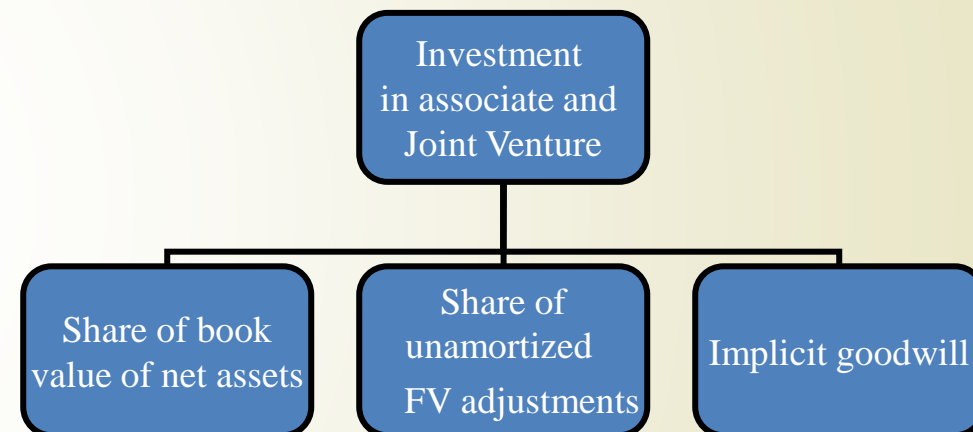 Investment
in associate and
Joint Venture
Share of book
value of net assets
Share of
unamortized
FV adjustments
Implicit goodwill